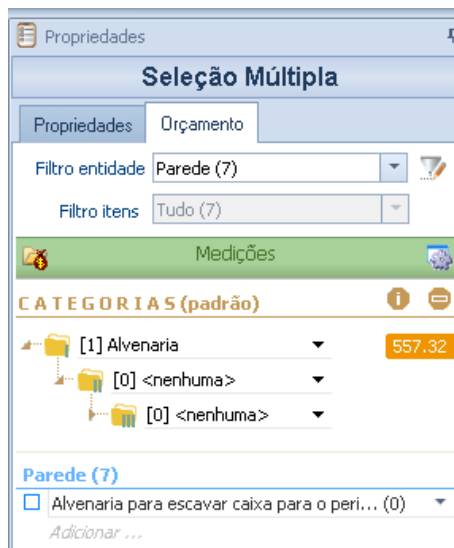 Propriedades
Seleção Múltipla
Propriedades Orçamento
Filtro entidade Parede (7)
Filtro itens Tudo (7)
Medições
CATEGORIAS (padrão)
[1] Alvenaria 557.32
[0] <nenhuma>
[0] <nenhuma>
Parede (7)
Alvenaria para escavar caixa para o peri... (0)
Adicionar ...